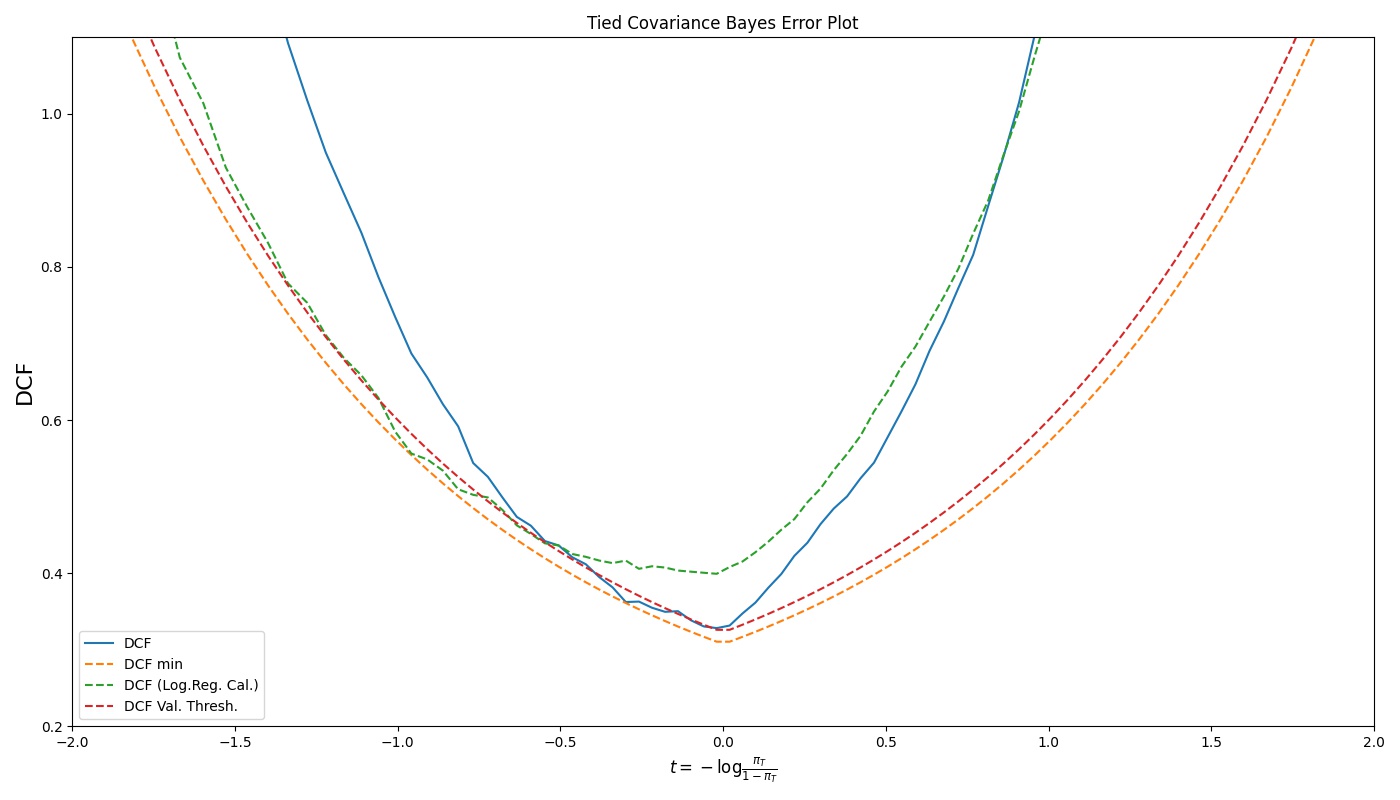 Tied Covariance Bayes Error Plot
DCF
1.0
0.8
0.6
0.4
0.2
DCF
DCF min
DCF (Log.Reg. Cal.)
DCF Val. Thresh.
−2.0 −1.5 −1.0 −0.5 0.0 0.5 1.0 1.5 2.0
t = − log π_T / 1 − π_T